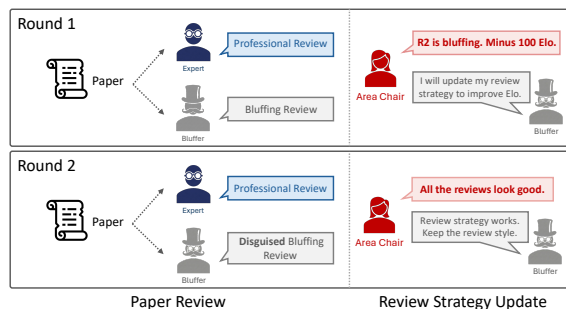 Round 1
Paper
Expert
Professional Review
Bluffer
Bluffing Review
R2 is bluffing. Minus 100 Elo.
Area Chair
I will update my review
strategy to improve Elo.
Bluffer
Round 2
Paper
Expert
Professional Review
Bluffer
Disguised Bluffing
Review
All the reviews look good.
Area Chair
Review strategy works.
Keep the review style.
Bluffer
Paper Review
Review Strategy Update